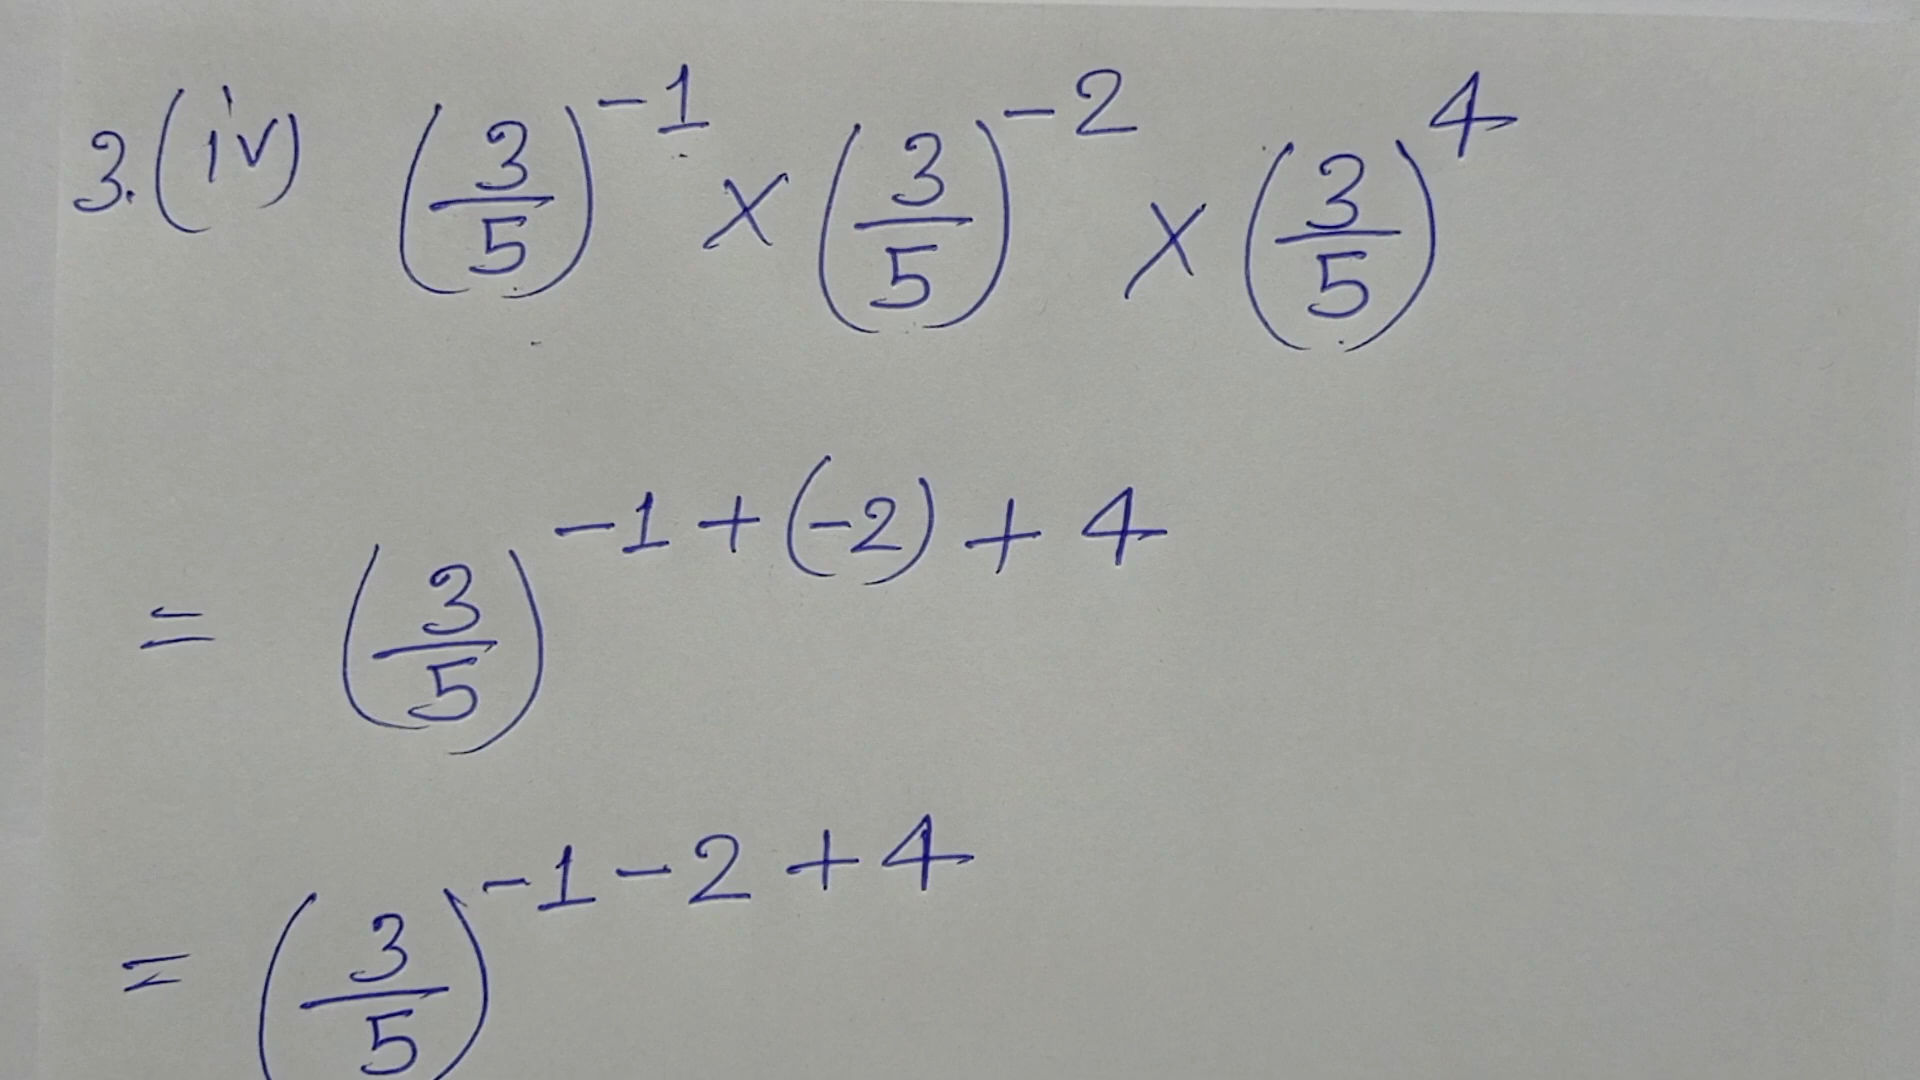 3.(iv) (3/5)^-1 × (3/5)^-2 × (3/5)^4
= (3/5)^-1+(-2)+4
= (3/5)^-1-2+4